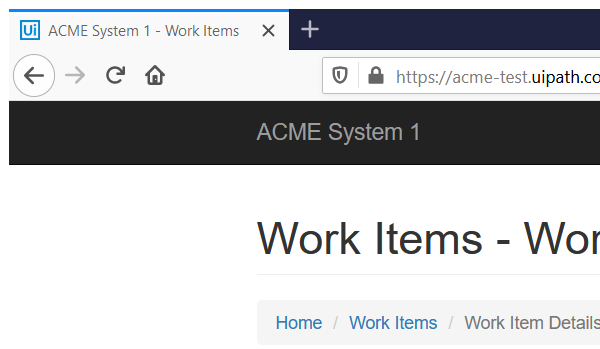 Ui ACME System 1 - Work Items
https://acme-test.uipath.co
ACME System 1
Work Items - Wor
Home / Work Items / Work Item Details